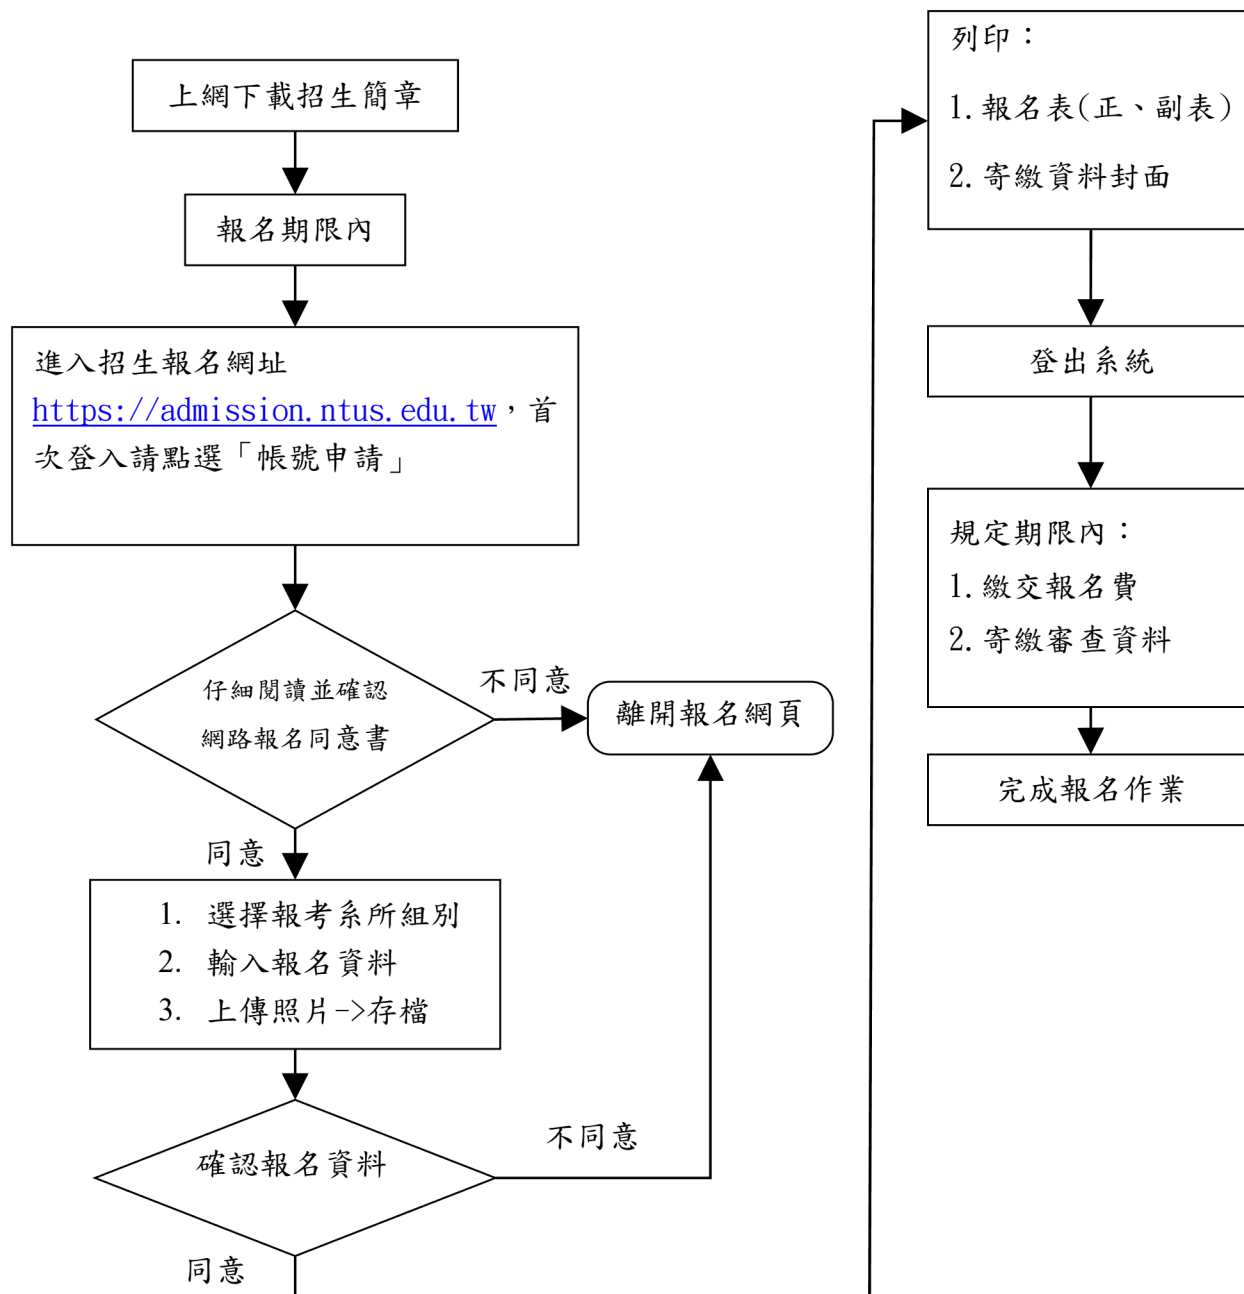 上網下載招生簡章
報名期限內
進入招生報名網址
https://admission.ntus.edu.tw，首
次登入請點選「帳號申請」
仔細閱讀並確認
網路報名同意書
不同意
離開報名網頁
同意
1. 選擇報考系所組別
2. 輸入報名資料
3. 上傳照片->存檔
確認報名資料
不同意
同意
列印：
1.報名表(正、副表)
2.寄繳資料封面
登出系統
規定期限內：
1.繳交報名費
2.寄繳審查資料
完成報名作業